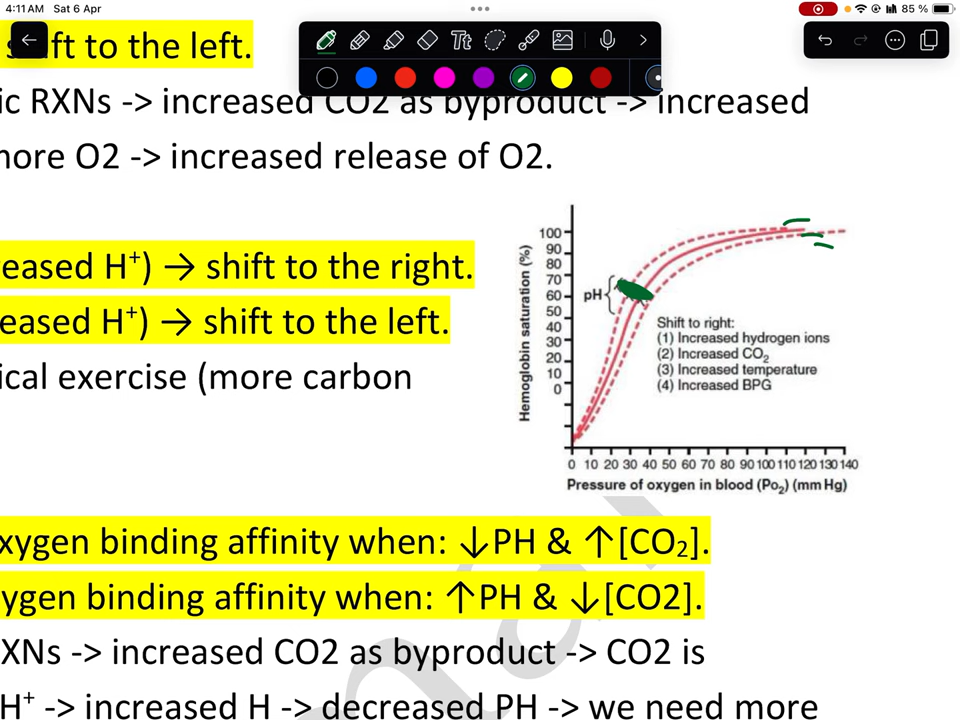 4:11 AM Sat 6 Apr
85 %
Tt
ft to the left.
ic RXNs -> increased CO2 as byproduct -> increased
more O2 -> increased release of O2.
eased H⁺) → shift to the right.
eased H⁺) → shift to the left.
ical exercise (more carbon
Hemoglobin saturation (%)
100
90
80
70
60
50
40
30
20
10
0
pH
Shift to right:
(1) Increased hydrogen ions
(2) Increased CO₂
(3) Increased temperature
(4) Increased BPG
0 10 20 30 40 50 60 70 80 90 100 110 120 130 140
Pressure of oxygen in blood (Po₂) (mm Hg)
xygen binding affinity when: ↓PH & ↑[CO₂].
ygen binding affinity when: ↑PH & ↓[CO2].
XNs -> increased CO2 as byproduct -> CO2 is
H⁺ -> increased H -> decreased PH -> we need more